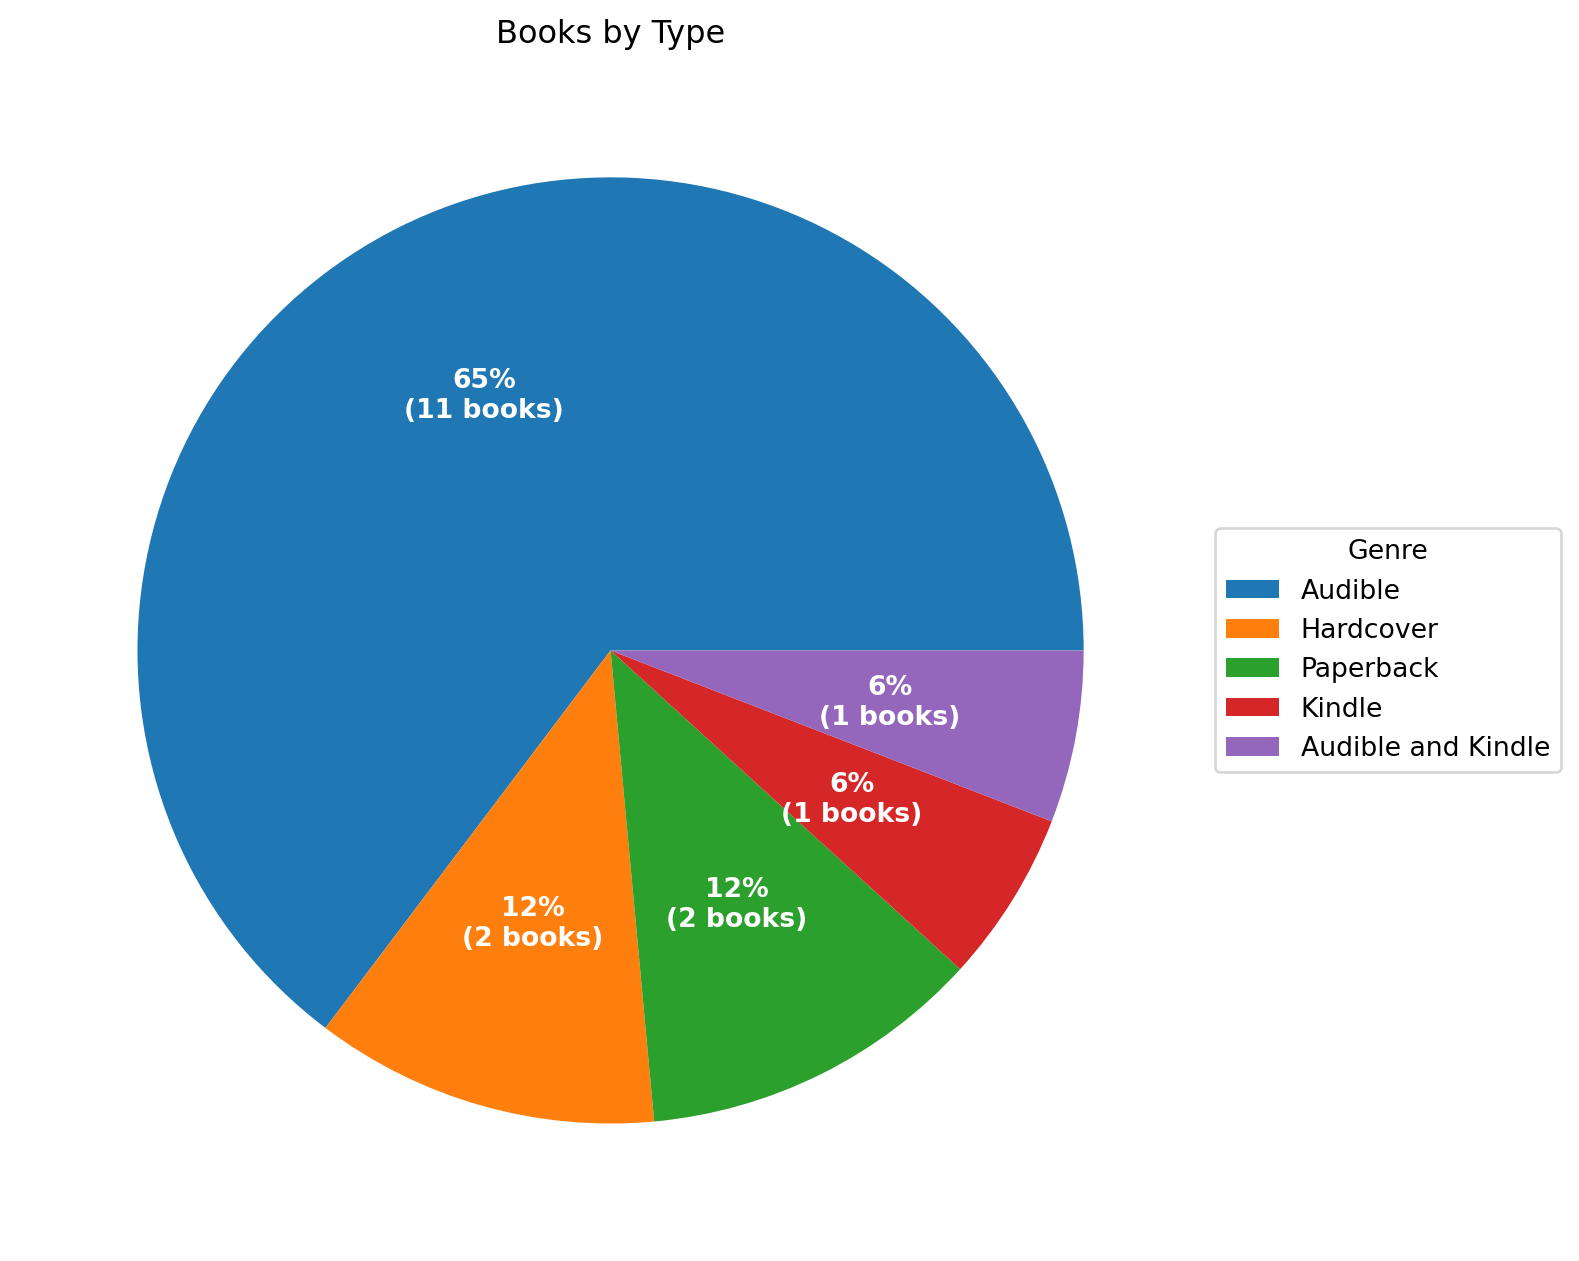 Books by Type
65%
(11 books)
12%
(2 books)
12%
(2 books)
6%
(1 books)
6%
(1 books)
Genre
Audible
Hardcover
Paperback
Kindle
Audible and Kindle